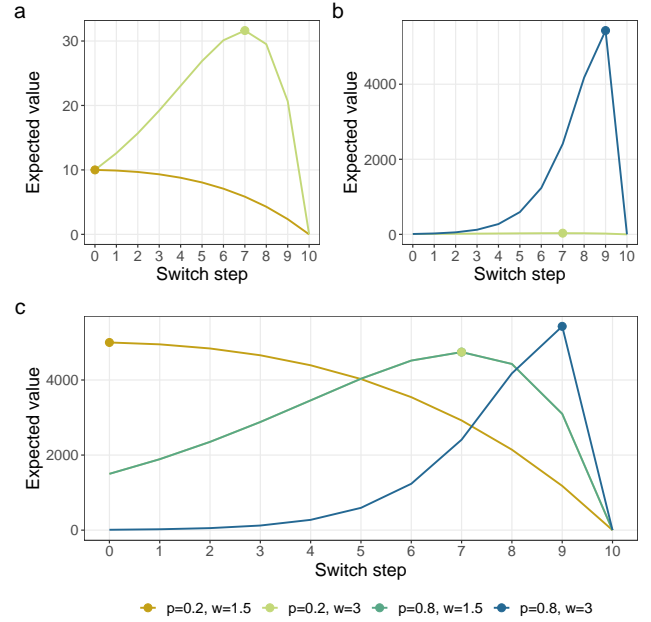 a
Expected value
30
20
10
0
0 1 2 3 4 5 6 7 8 9 10
Switch step
b
Expected value
4000
2000
0
0 1 2 3 4 5 6 7 8 9 10
Switch step
c
Expected value
4000
2000
0
0 1 2 3 4 5 6 7 8 9 10
Switch step
p=0.2, w=1.5 p=0.2, w=3 p=0.8, w=1.5 p=0.8, w=3